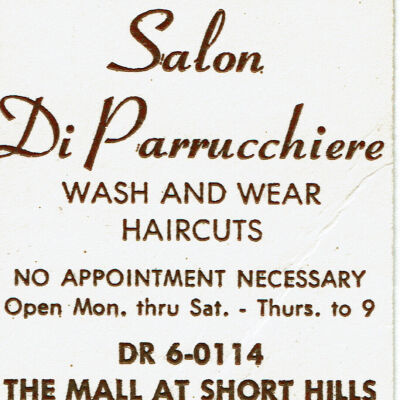 Salon
Di Parrucchiere
WASH AND WEAR
HAIRCUTS
NO APPOINTMENT NECESSARY
Open Mon. thru Sat. - Thurs. to 9
DR 6-0114
THE MALL AT SHORT HILLS